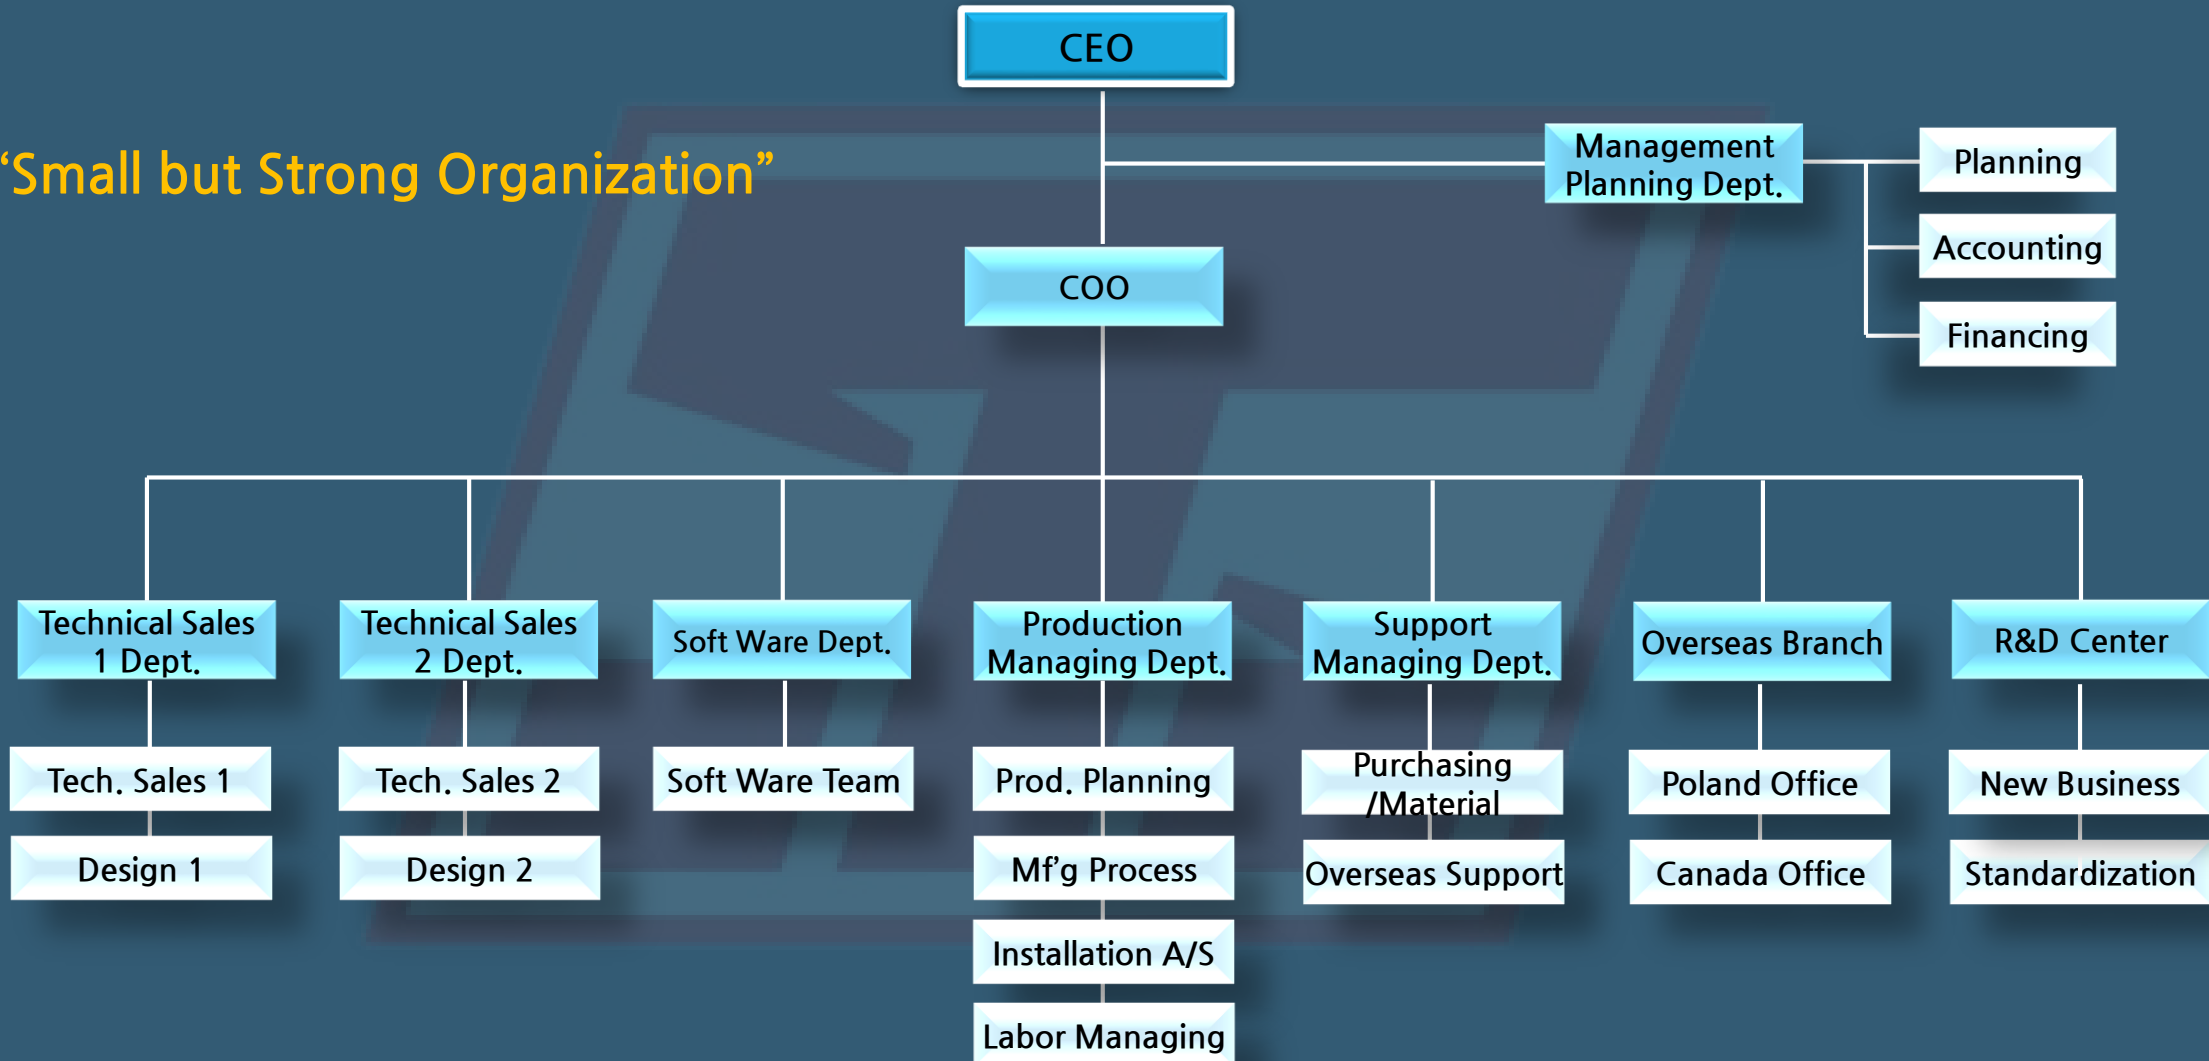 CEO
‘Small but Strong Organization”
Management
Planning Dept.
Planning
Accounting
Financing
COO
Technical Sales
1 Dept.
Technical Sales
2 Dept.
Soft Ware Dept.
Production
Managing Dept.
Support
Managing Dept.
Overseas Branch
R&D Center
Tech. Sales 1
Tech. Sales 2
Soft Ware Team
Prod. Planning
Purchasing
/Material
Poland Office
New Business
Design 1
Design 2
Mf’g Process
Overseas Support
Canada Office
Standardization
Installation A/S
Labor Managing